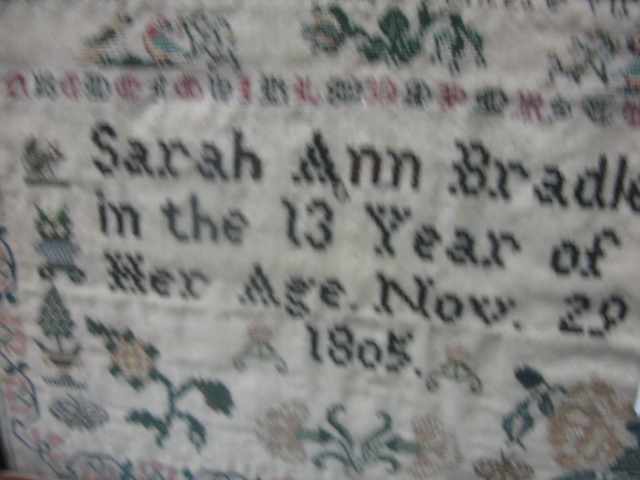 Sarah Ann Bradle
in the 13 Year of
Her Age. Nov. 29
1805.